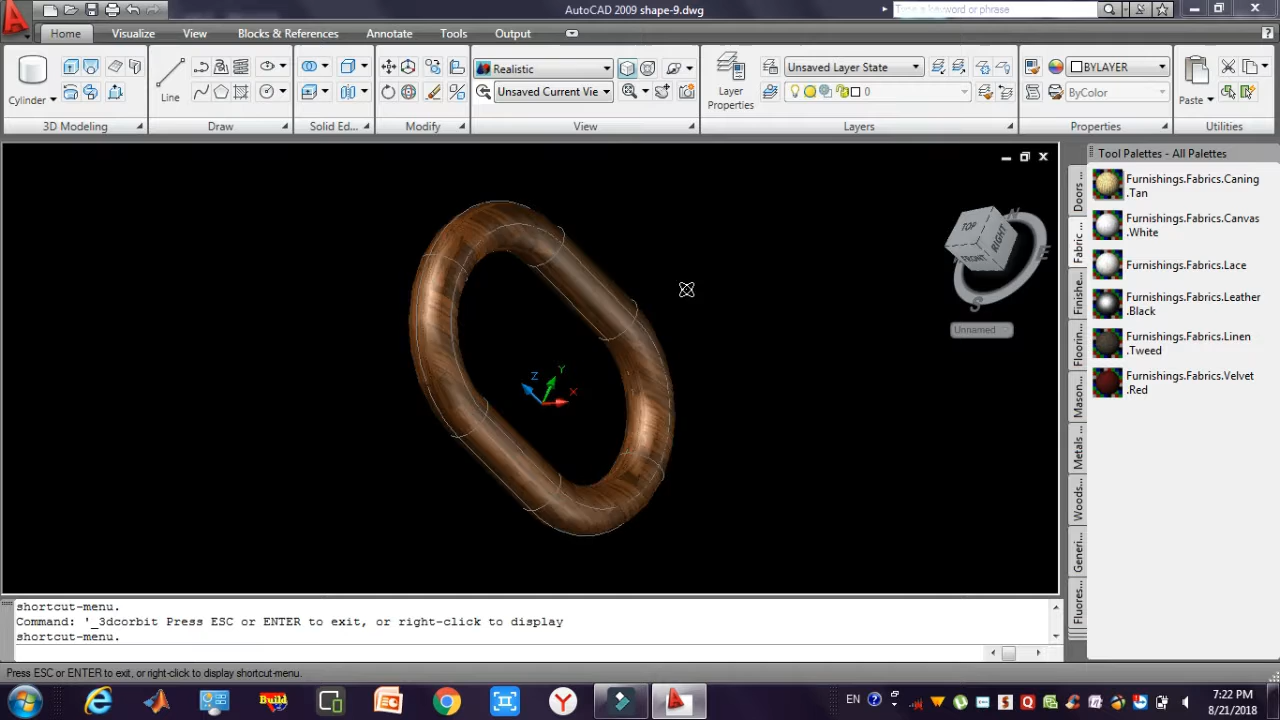 AutoCAD 2009 shape-9.dwg
Type a keyword or phrase
Home Visualize View Blocks & References Annotate Tools Output
Realistic
Unsaved Layer State
BYLAYER
Cylinder
Line
Unsaved Current Vie
Layer
Properties
0
ByColor
Paste
3D Modeling
Draw
Solid Ed...
Modify
View
Layers
Properties
Utilities
Tool Palettes - All Palettes
Doors ...
Fabric ...
Finishe...
Floorin...
Mason...
Metals ...
Woods...
Generi...
Fluores...
Furnishings.Fabrics.Caning
.Tan
Furnishings.Fabrics.Canvas
.White
Furnishings.Fabrics.Lace
Furnishings.Fabrics.Leather
.Black
Furnishings.Fabrics.Linen
.Tweed
Furnishings.Fabrics.Velvet
.Red
TOP
FRONT
RIGHT
N
E
S
Unnamed
Z
Y
X
shortcut-menu.
Command: '_3dcorbit Press ESC or ENTER to exit, or right-click to display
shortcut-menu.
Press ESC or ENTER to exit, or right-click to display shortcut-menu.
EN
7:22 PM
8/21/2018